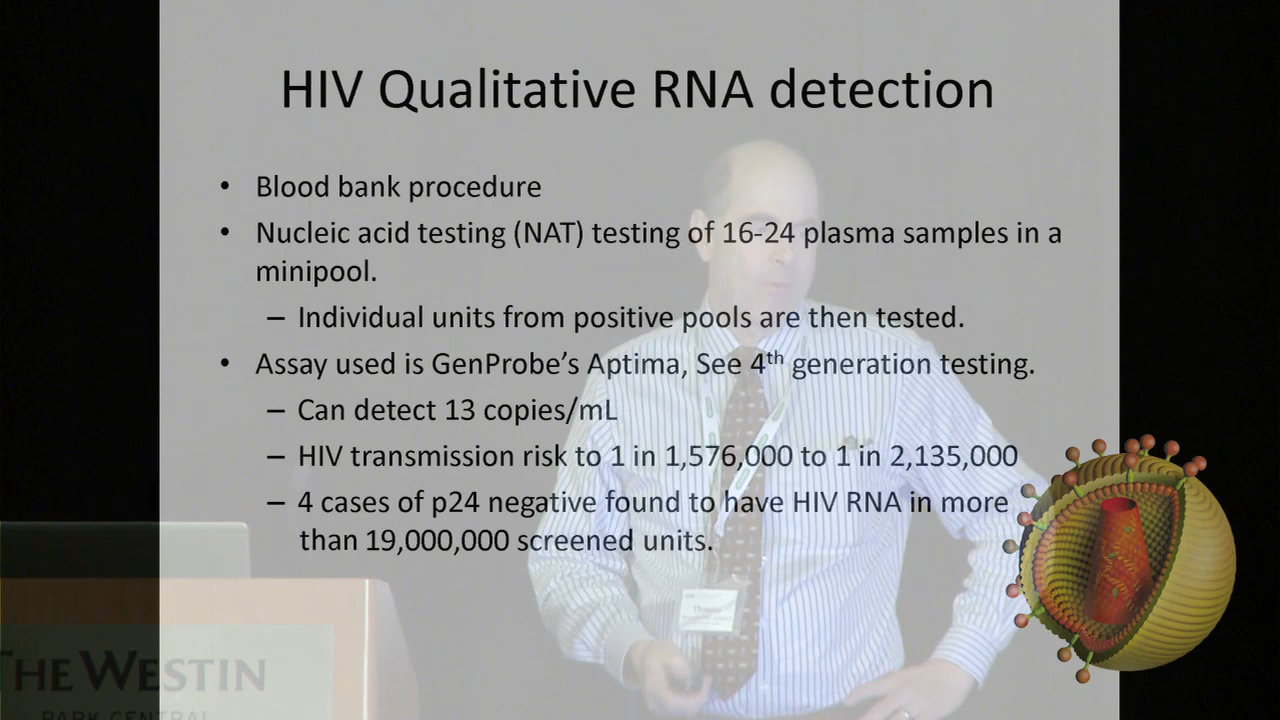 HIV Qualitative RNA detection
• Blood bank procedure
• Nucleic acid testing (NAT) testing of 16-24 plasma samples in a
minipool.
– Individual units from positive pools are then tested.
• Assay used is GenProbe’s Aptima, See 4th generation testing.
– Can detect 13 copies/mL
– HIV transmission risk to 1 in 1,576,000 to 1 in 2,135,000
– 4 cases of p24 negative found to have HIV RNA in more
than 19,000,000 screened units.
Thomas
THE WESTIN
PARK CENTRAL